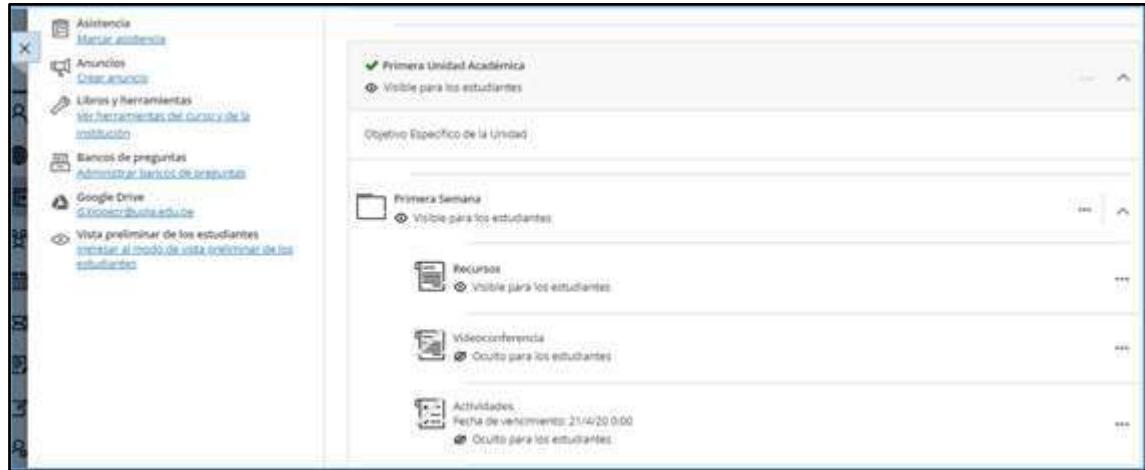 Asistencia
Marcar asistencia
Anuncios
Crear anuncio
Libros y herramientas
Ver herramientas del curso y de la
institución
Bancos de preguntas
Administrar bancos de preguntas
Google Drive
Vista preliminar de los estudiantes
Ingresar al modo de vista preliminar de los
estudiantes
Primera Unidad Académica
Visible para los estudiantes
Objetivo Específico de la Unidad
Primera Semana
Visible para los estudiantes
Recursos
Visible para los estudiantes
Videoconferencia
Oculto para los estudiantes
Actividades
Fecha de vencimiento: 21/4/20 0:00
Oculto para los estudiantes